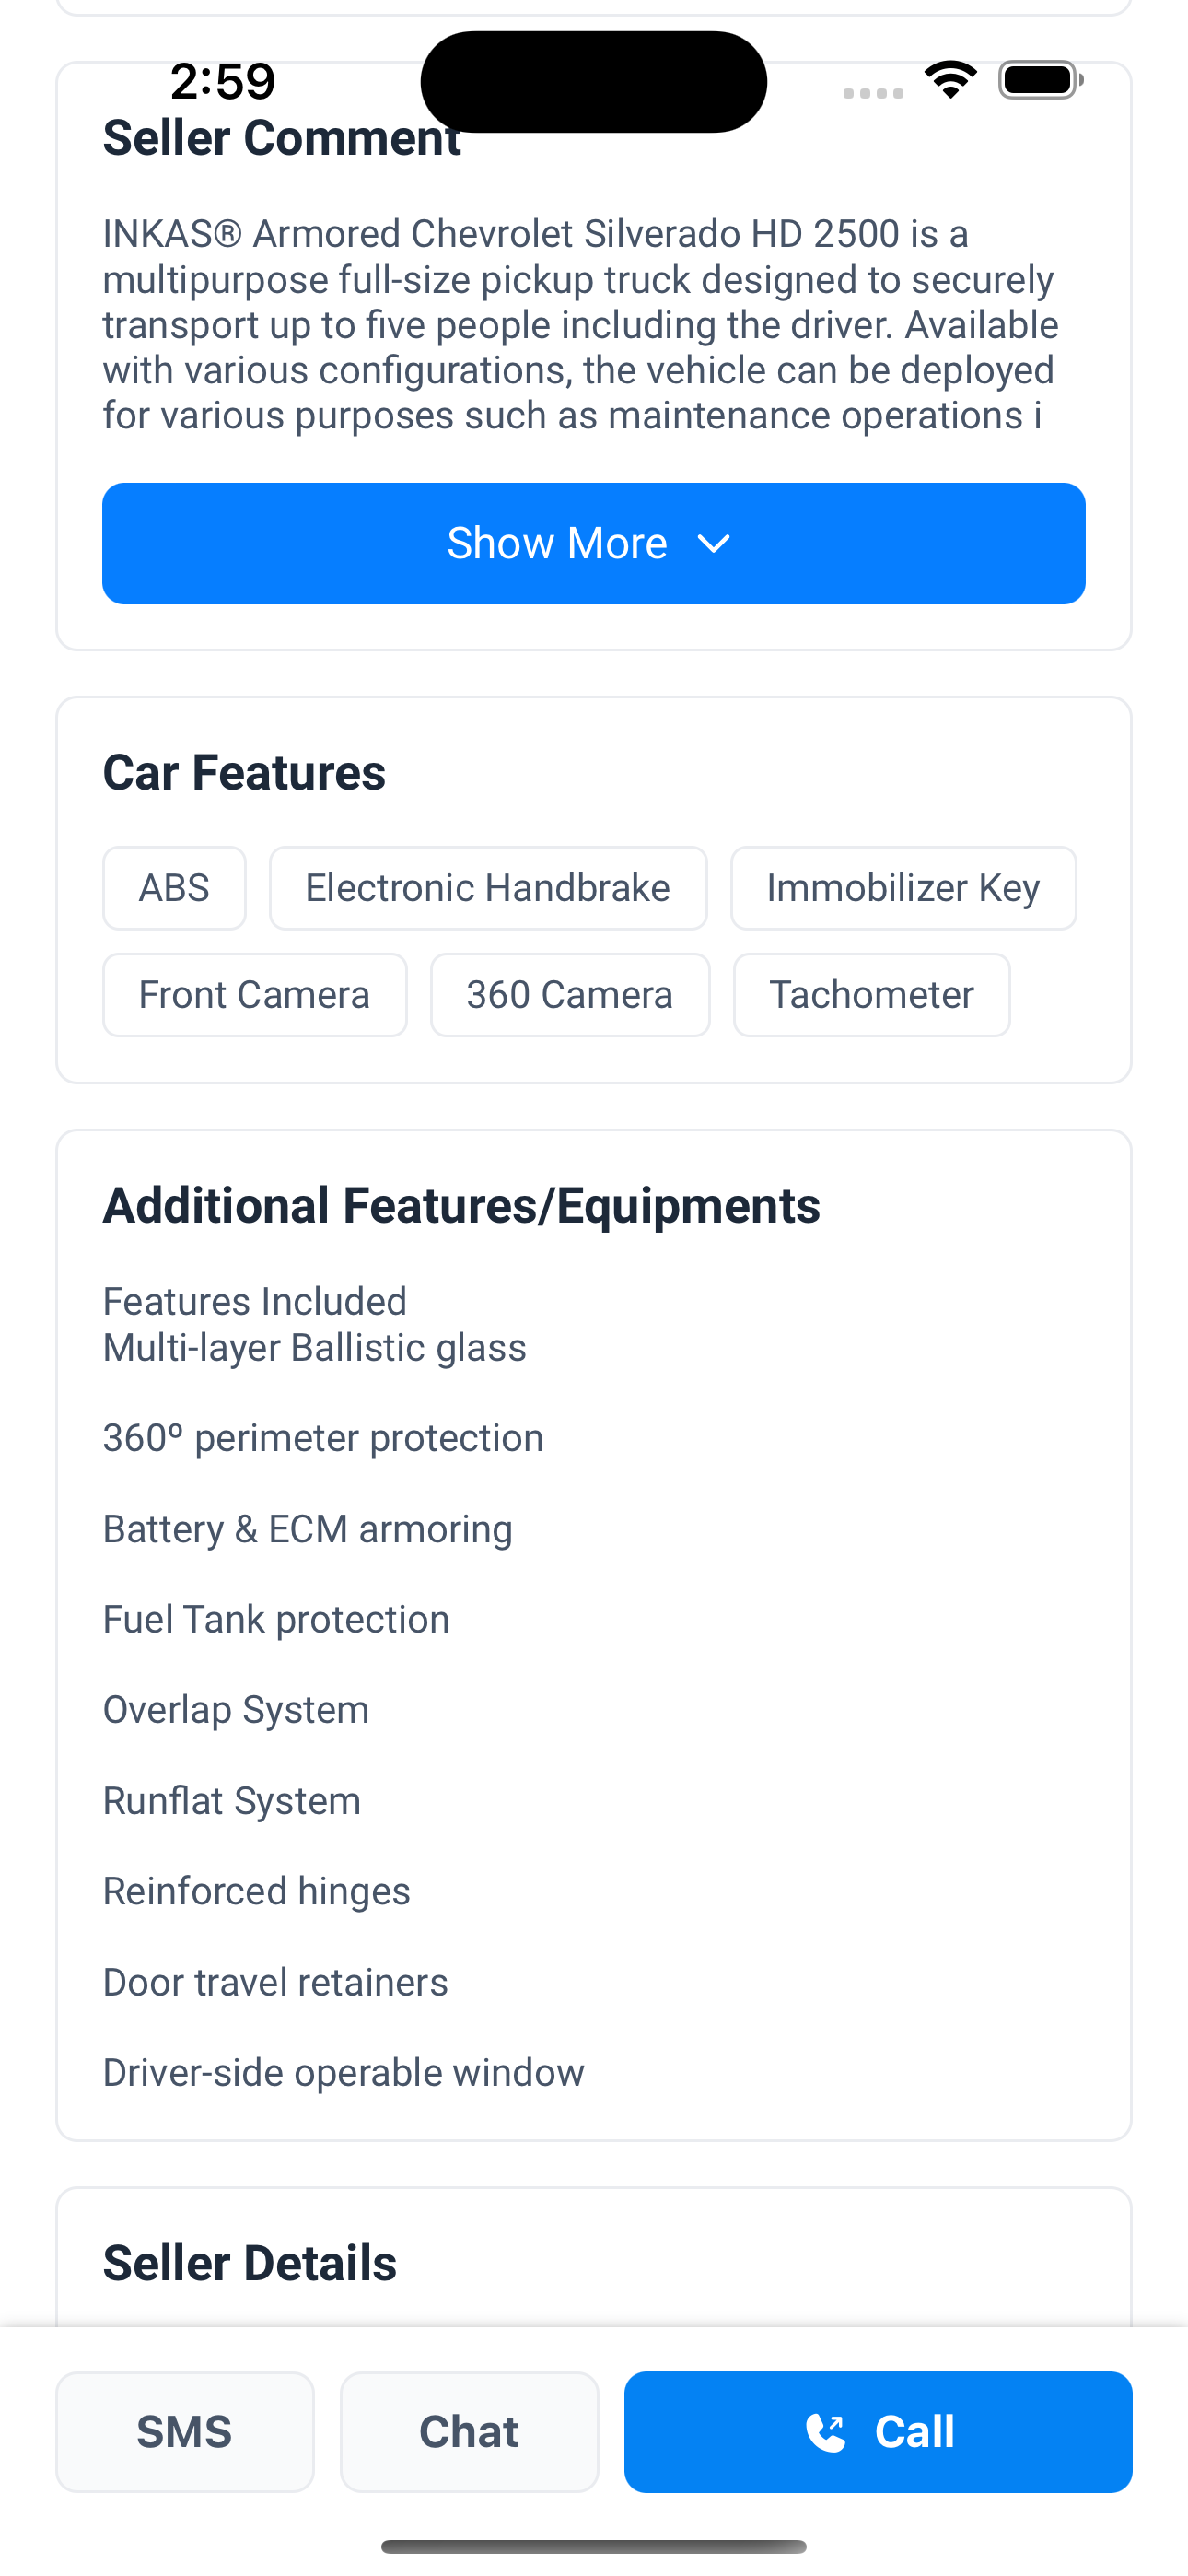 2:59
Seller Comment
INKAS® Armored Chevrolet Silverado HD 2500 is a
multipurpose full-size pickup truck designed to securely
transport up to five people including the driver. Available
with various configurations, the vehicle can be deployed
for various purposes such as maintenance operations i
Show More
Car Features
ABS
Electronic Handbrake
Immobilizer Key
Front Camera
360 Camera
Tachometer
Additional Features/Equipments
Features Included
Multi-layer Ballistic glass
360º perimeter protection
Battery & ECM armoring
Fuel Tank protection
Overlap System
Runflat System
Reinforced hinges
Door travel retainers
Driver-side operable window
Seller Details
SMS
Chat
Call